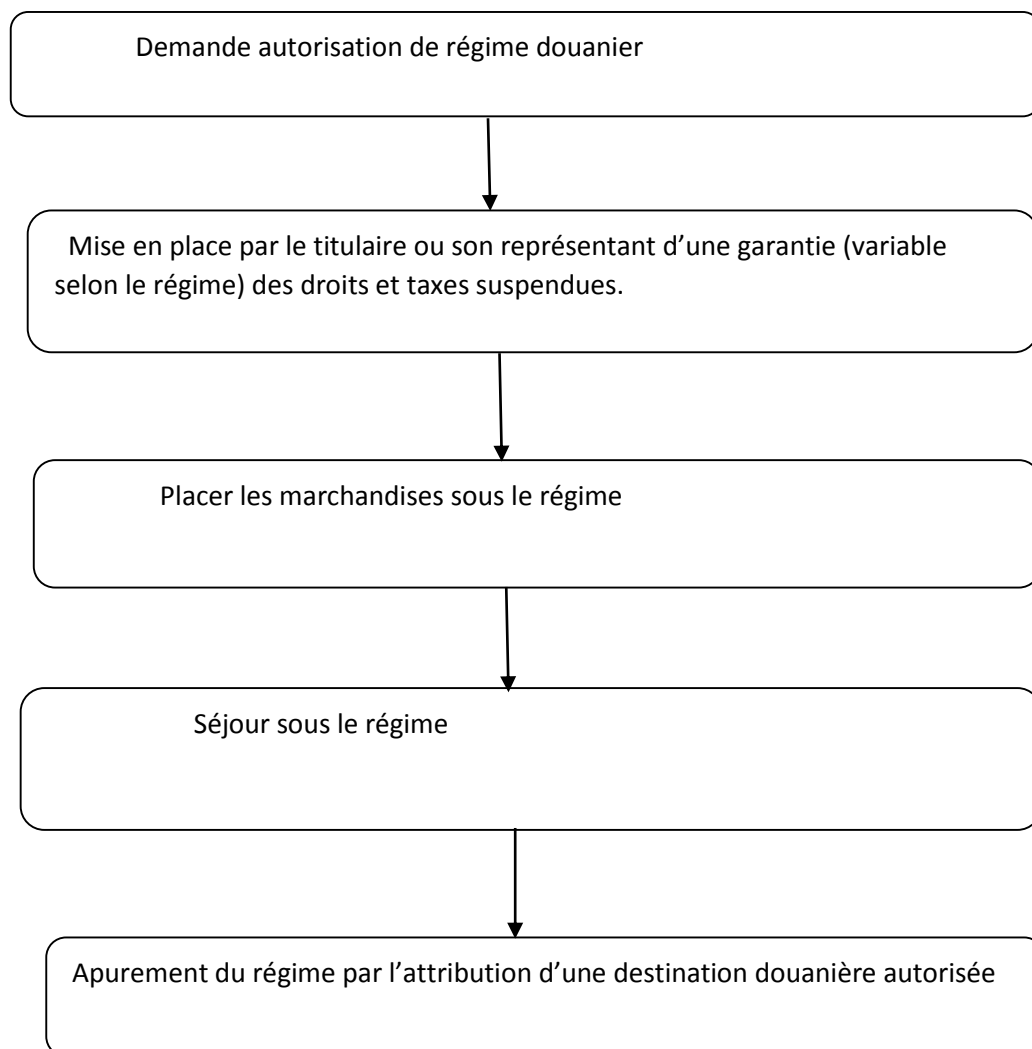 Demande autorisation de régime douanier
Mise en place par le titulaire ou son représentant d’une garantie (variable
selon le régime) des droits et taxes suspendues.
Placer les marchandises sous le régime
Séjour sous le régime
Apurement du régime par l’attribution d’une destination douanière autorisée